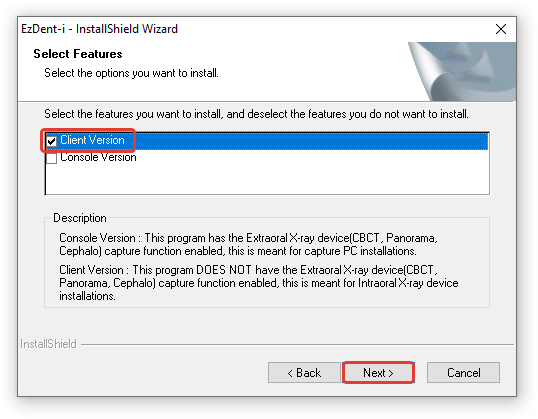 EzDent-i - InstallShield Wizard
Select Features
Select the options you want to install.
Select the features you want to install, and deselect the features you do not want to install.
Client Version
Console Version
Description
Console Version : This program has the Extraoral X-ray device(CBCT, Panorama,
Cephalo) capture function enabled, this is meant for capture PC installations.
Client Version : This program DOES NOT have the Extraoral X-ray device(CBCT,
Panorama, Cephalo) capture function enabled, this is meant for Intraoral X-ray device
installations.
InstallShield
< Back
Next >
Cancel